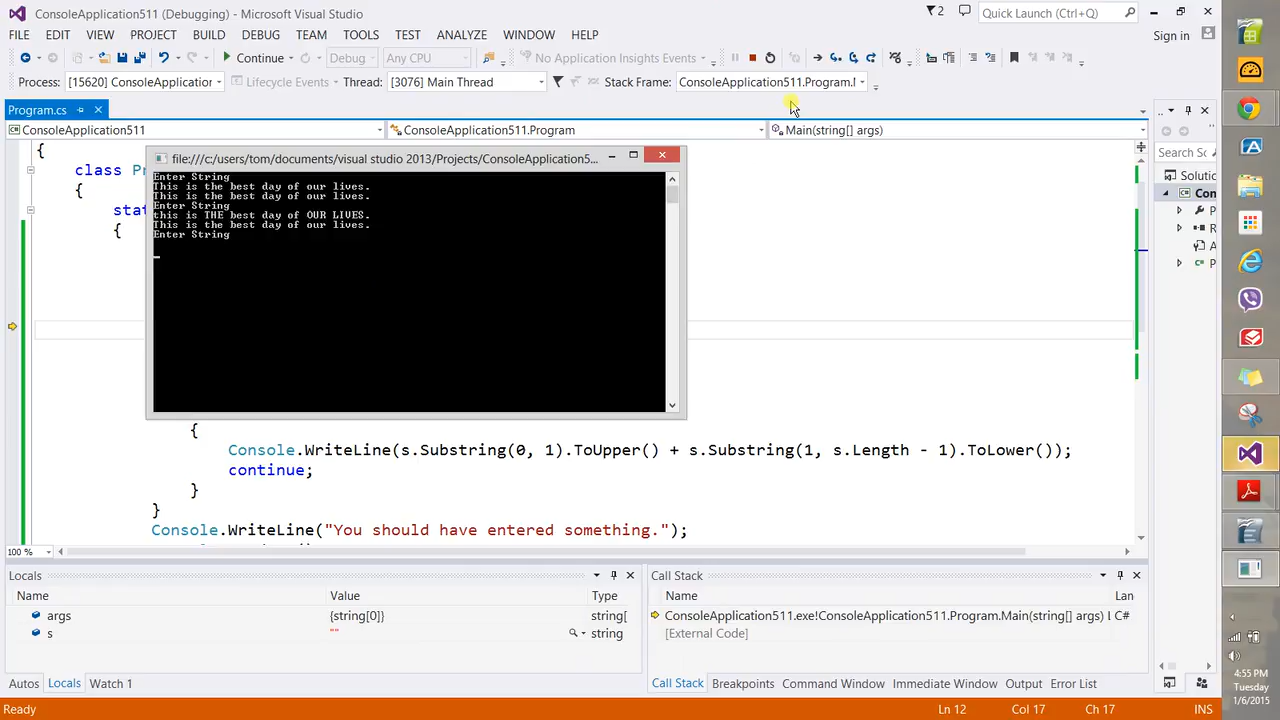 ConsoleApplication511 (Debugging) - Microsoft Visual Studio
2
Quick Launch (Ctrl+Q)
FILE EDIT VIEW PROJECT BUILD DEBUG TEAM TOOLS TEST ANALYZE WINDOW HELP
Sign in
Continue Debug Any CPU No Application Insights Events
Process: [15620] ConsoleApplication Lifecycle Events Thread: [3076] Main Thread Stack Frame: ConsoleApplication511.Program.
Program.cs
ConsoleApplication511 ConsoleApplication511.Program Main(string[] args)
{
file:///c:/users/tom/documents/visual studio 2013/Projects/ConsoleApplication5...
Search So
class P
Enter String
This is the best day of our lives.
This is the best day of our lives.
Enter String
this is THE best day of OUR LIVES.
This is the best day of our lives.
Enter String
{
stat
{
Soluti
Con
P
R
A
P
{
Console.WriteLine(s.Substring(0, 1).ToUpper() + s.Substring(1, s.Length - 1).ToLower());
continue;
}
}
Console.WriteLine("You should have entered something.");
100 %
Locals
Name Value Type
args {string[0]} string[
s "" string
Autos Locals Watch 1
Call Stack
Name Lan
ConsoleApplication511.exe!ConsoleApplication511.Program.Main(string[] args) L C#
[External Code]
Call Stack Breakpoints Command Window Immediate Window Output Error List
Ready Ln 12 Col 17 Ch 17 INS
4:55 PM
Tuesday
1/6/2015